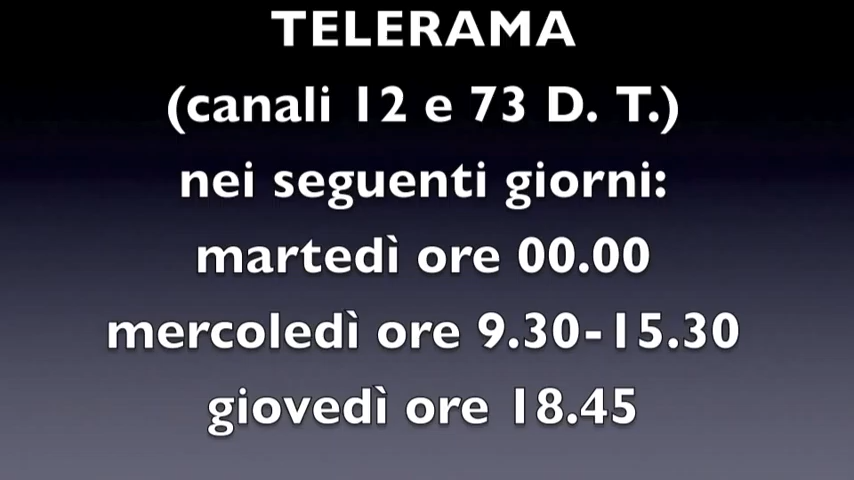 TELERAMA
(canali 12 e 73 D. T.)
nei seguenti giorni:
martedì ore 00.00
mercoledì ore 9.30-15.30
giovedì ore 18.45